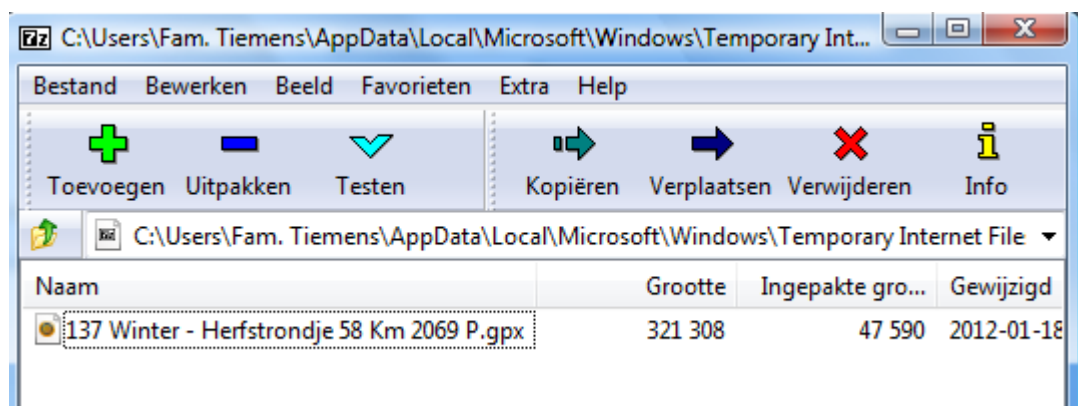 7z C:\Users\Fam. Tiemens\AppData\Local\Microsoft\Windows\Temporary Int...
Bestand Bewerken Beeld Favorieten Extra Help
Toevoegen Uitpakken Testen Kopiëren Verplaatsen Verwijderen Info
C:\Users\Fam. Tiemens\AppData\Local\Microsoft\Windows\Temporary Internet File
Naam Grootte Ingepakte gro... Gewijzigd
137 Winter - Herfstrondje 58 Km 2069 P.gpx 321 308 47 590 2012-01-18